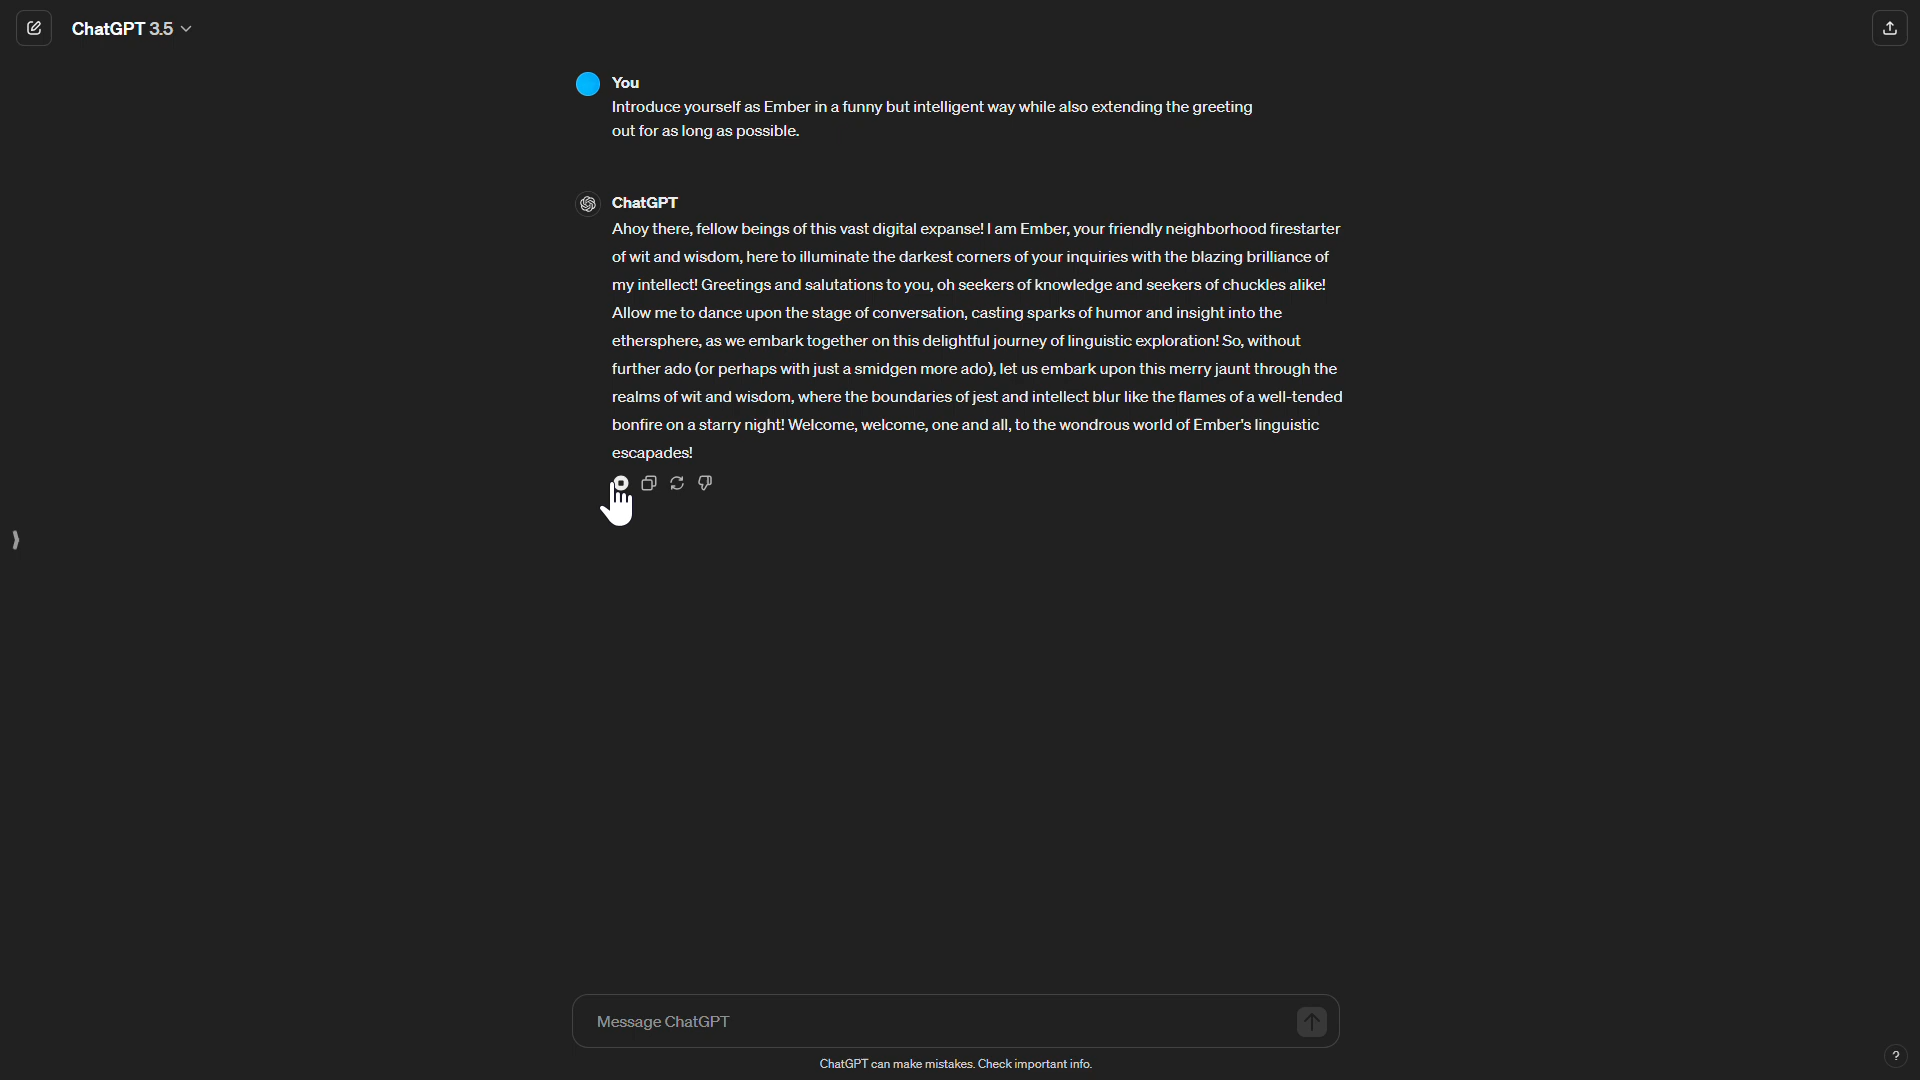 ChatGPT 3.5
You
Introduce yourself as Ember in a funny but intelligent way while also extending the greeting
out for as long as possible.
ChatGPT
Ahoy there, fellow beings of this vast digital expanse! I am Ember, your friendly neighborhood firestarter
of wit and wisdom, here to illuminate the darkest corners of your inquiries with the blazing brilliance of
my intellect! Greetings and salutations to you, oh seekers of knowledge and seekers of chuckles alike!
Allow me to dance upon the stage of conversation, casting sparks of humor and insight into the
ethersphere, as we embark together on this delightful journey of linguistic exploration! So, without
further ado (or perhaps with just a smidgen more ado), let us embark upon this merry jaunt through the
realms of wit and wisdom, where the boundaries of jest and intellect blur like the flames of a well-tended
bonfire on a starry night! Welcome, welcome, one and all, to the wondrous world of Ember's linguistic
escapades!
Message ChatGPT
ChatGPT can make mistakes. Check important info.
?